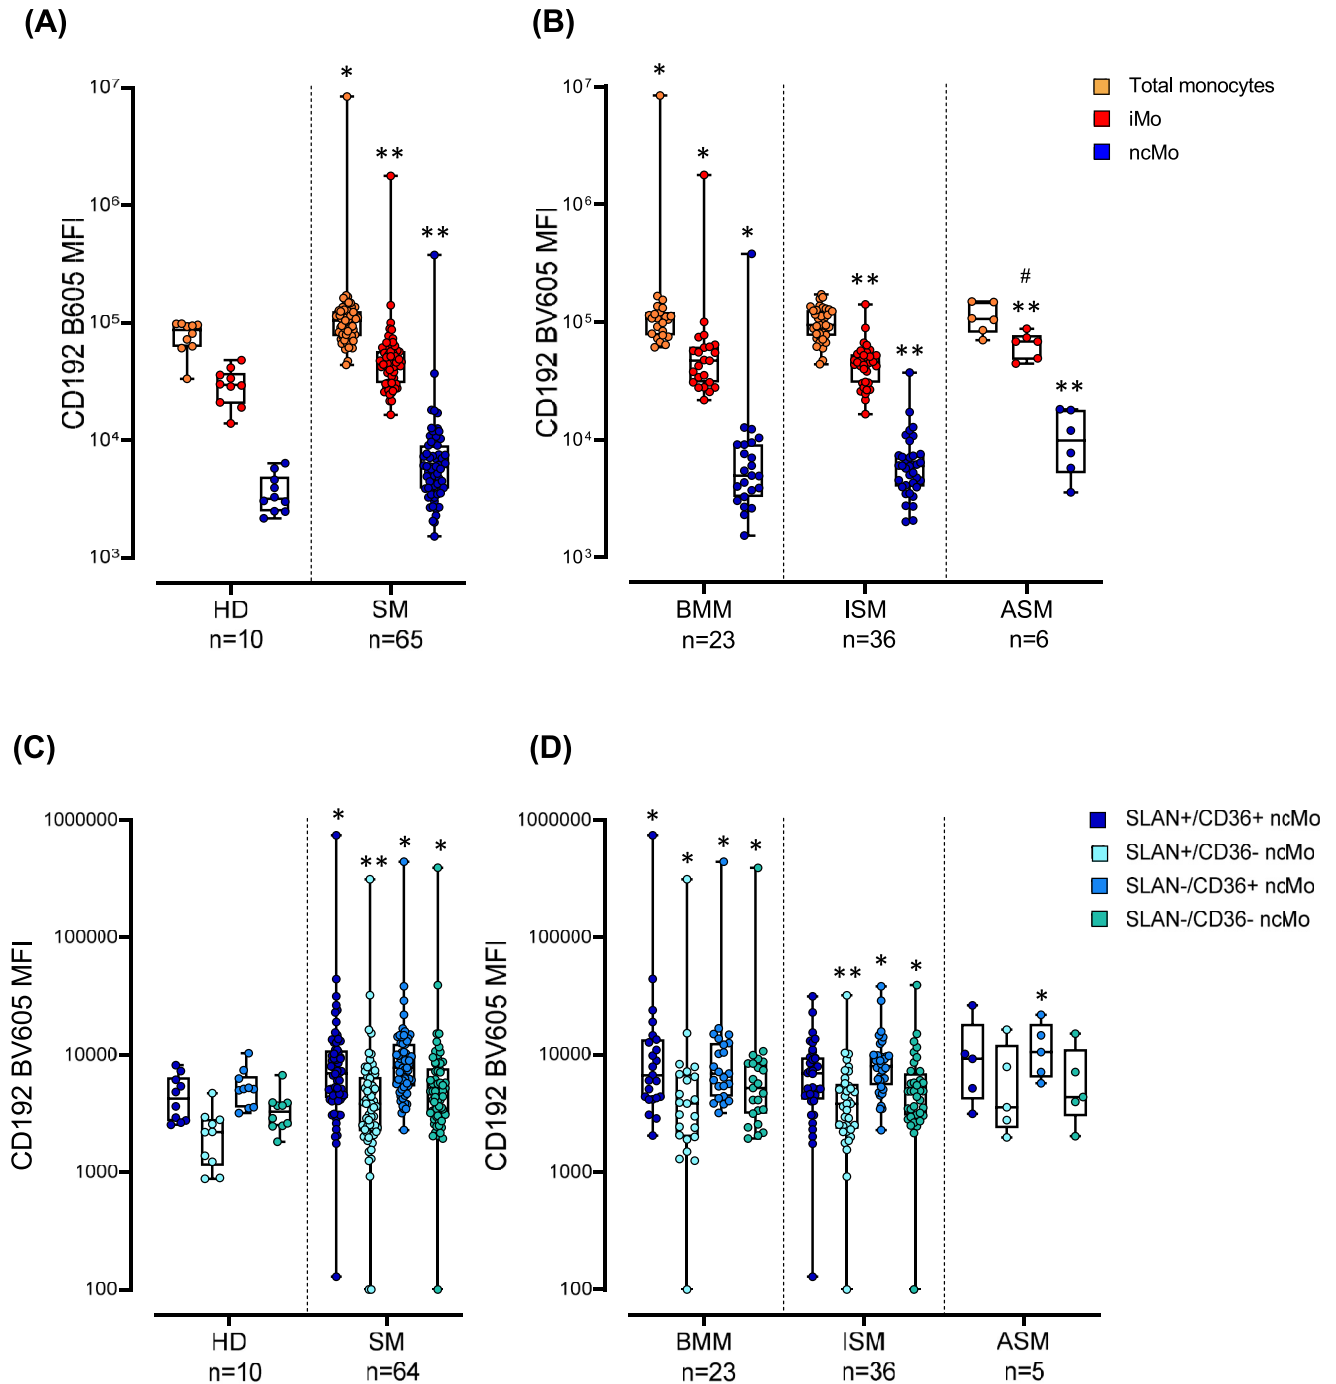 (A)
CD192 B605 MFI
10⁷
10⁶
10⁵
10⁴
10³
*
**
**
HD
n=10
SM
n=65
(B)
CD192 BV605 MFI
10⁷
10⁶
10⁵
10⁴
10³
*
*
*
**
**
#
**
**
BMM
n=23
ISM
n=36
ASM
n=6
Total monocytes
iMo
ncMo
(C)
CD192 BV605 MFI
1000000
100000
10000
1000
100
*
**
*
*
HD
n=10
SM
n=64
(D)
CD192 BV605 MFI
1000000
100000
10000
1000
100
*
*
*
*
**
*
*
*
BMM
n=23
ISM
n=36
ASM
n=5
SLAN+/CD36+ ncMo
SLAN+/CD36- ncMo
SLAN-/CD36+ ncMo
SLAN-/CD36- ncMo